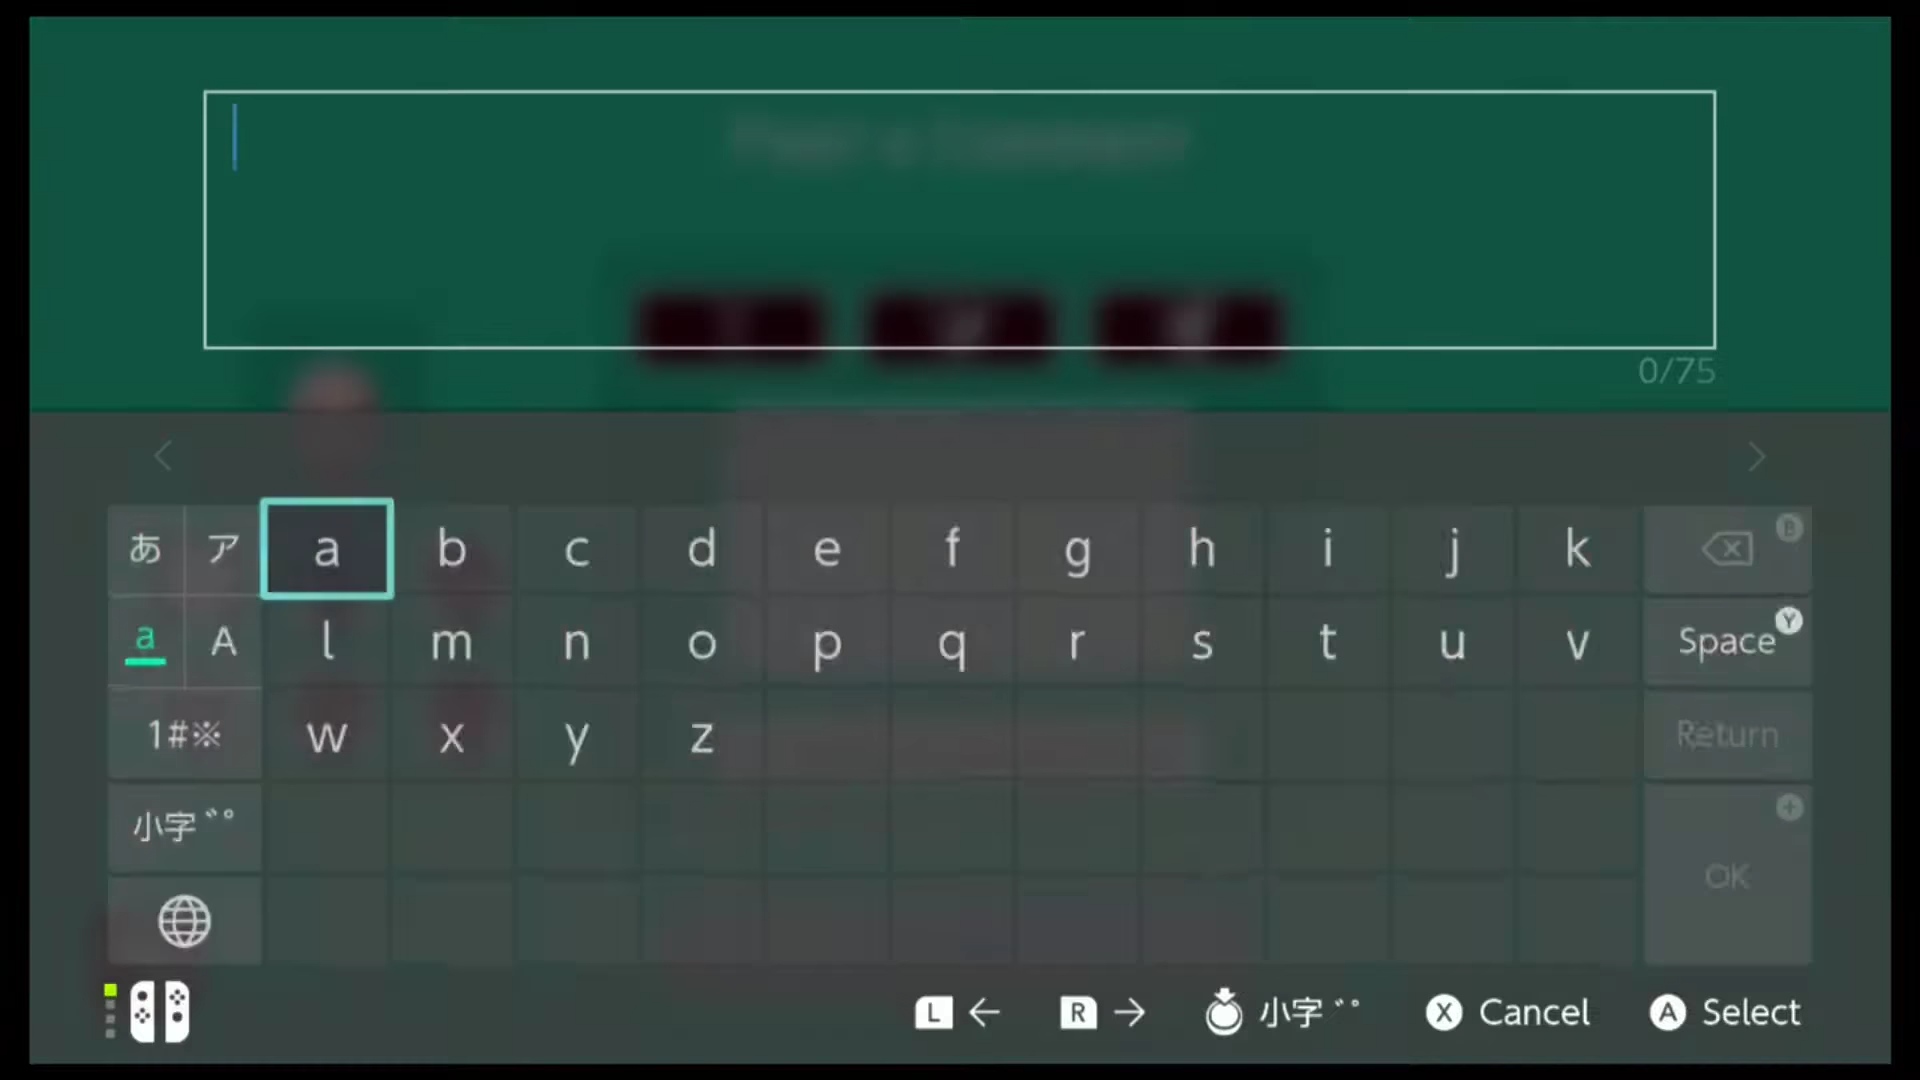 0/75
あ ア a b c d e f g h i j k B
a A l m n o p q r s t u v Space Y
1#※ w x y z Return
小字゛゜ +
OK
L ← R → 小字゛゜ X Cancel A Select